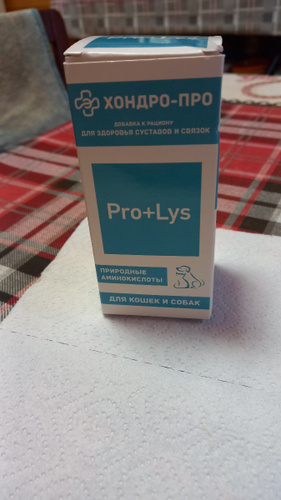 ХОНДРО-ПРО
ДОБАВКА К РАЦИОНУ
ДЛЯ ЗДОРОВЬЯ СУСТАВОВ И СВЯЗОК
Pro+Lys
ПРИРОДНЫЕ
АМИНОКИСЛОТЫ
ДЛЯ КОШЕК И СОБАК